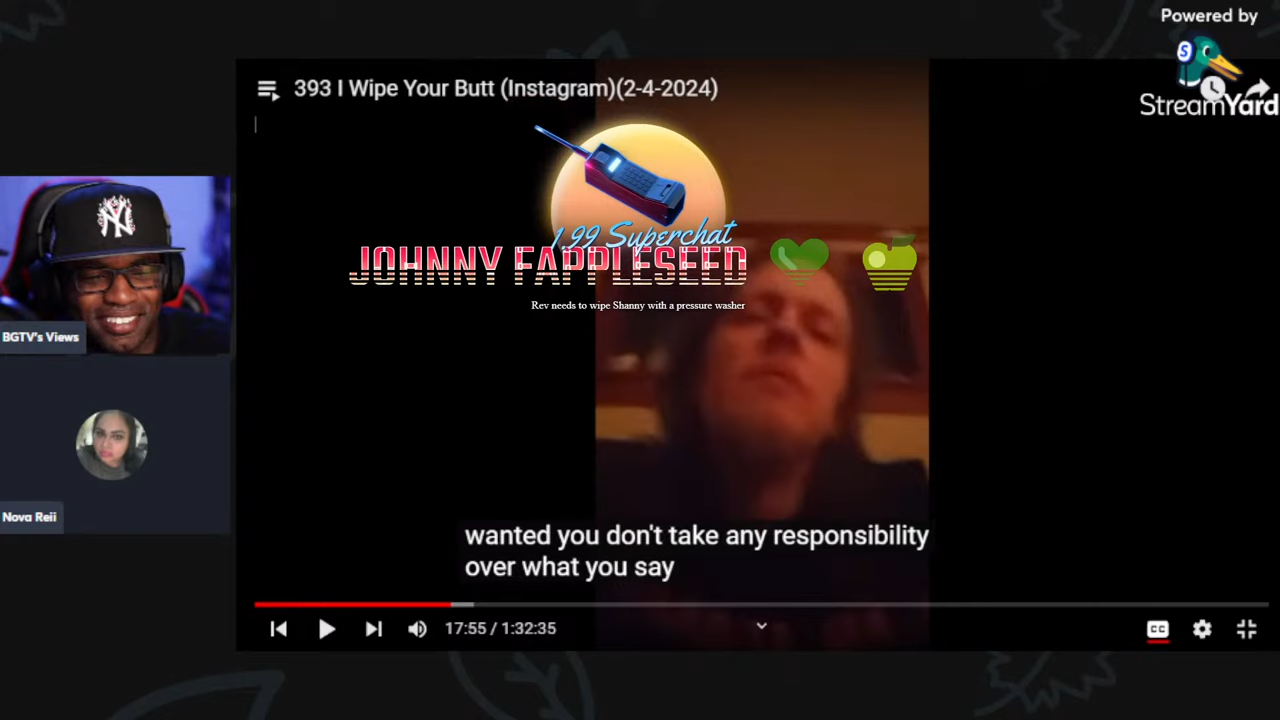 Powered by
StreamYard
393 I Wipe Your Butt (Instagram)(2-4-2024)
1.99 Superchat
JOHNNY FAPPLESEED
Rev needs to wipe Shanny with a pressure washer
BGTV's Views
Nova Reii
wanted you don't take any responsibility
over what you say
17:55 / 1:32:35
CC
NY
S